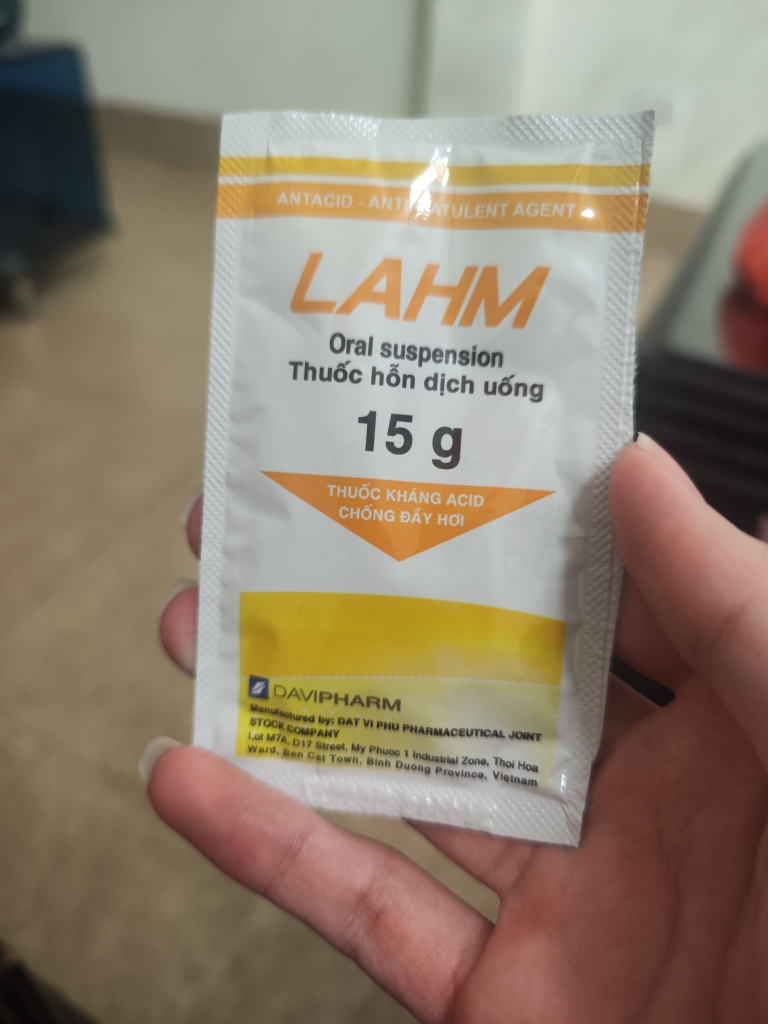 ANTACID - ANTIFLATULENT AGENT
LAHM
Oral suspension
Thuốc hỗn dịch uống
15 g
THUỐC KHÁNG ACID
CHỐNG ĐẦY HƠI
DAVIPHARM
Manufactured by: DAT VI PHU PHARMACEUTICAL JOINT
STOCK COMPANY
Lot M7A, D17 Street, My Phuoc 1 Industrial Zone, Thoi Hoa
Ward, Ben Cat Town, Binh Duong Province, Vietnam